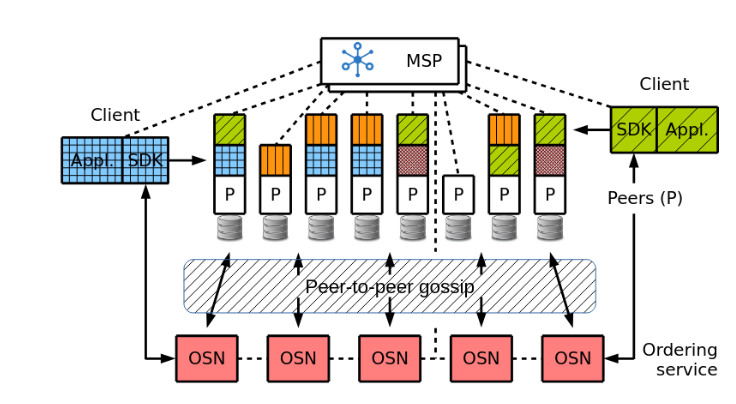 MSP
Client
Client
Appl. SDK
SDK Appl.
P P P P P P P P
Peers (P)
Peer-to-peer gossip
OSN OSN OSN OSN OSN
Ordering
service